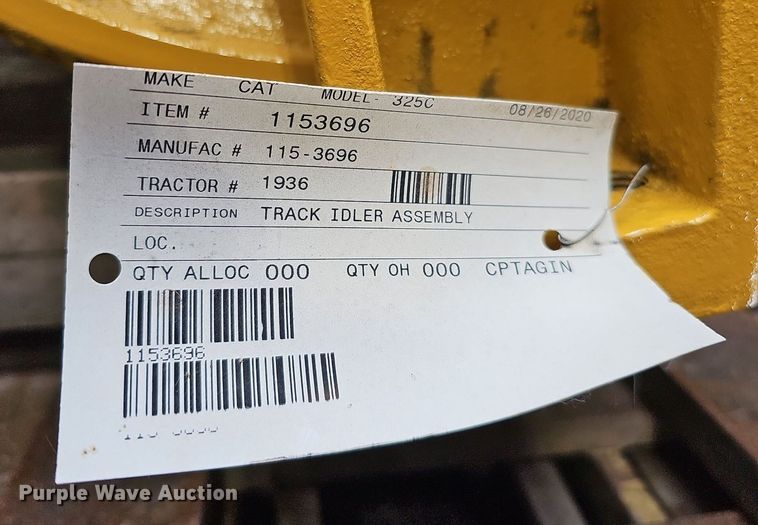 MAKE CAT MODEL- 325C 08/26/2020
ITEM # 1153696
MANUFAC # 115-3696
TRACTOR # 1936
DESCRIPTION TRACK IDLER ASSEMBLY
LOC.
QTY ALLOC 000 QTY OH 000 CPTAGIN
1153696
Purple Wave Auction